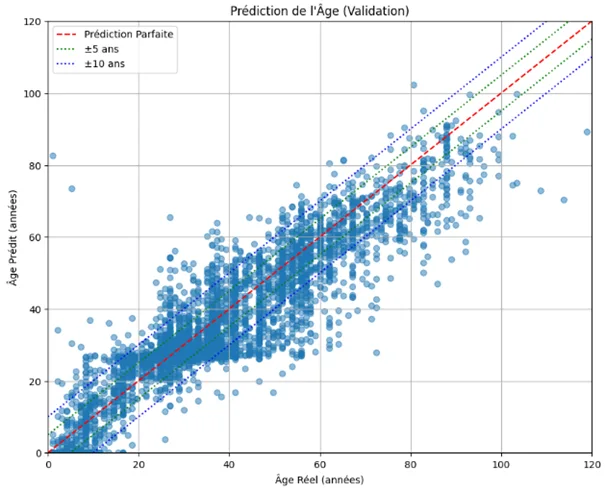 Prédiction de l'Âge (Validation)
Prédiction Parfaite
±5 ans
±10 ans
Âge Prédit (années)
120
100
80
60
40
20
0
0 20 40 60 80 100 120
Âge Réel (années)